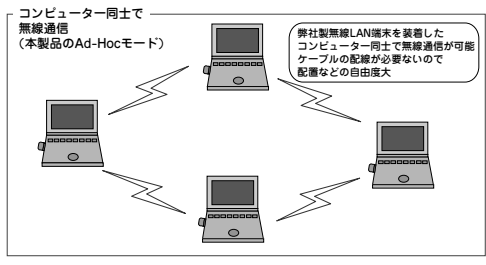 コンピューター同士で
無線通信
（本製品のAd-Hocモード）
弊社製無線LAN端末を装着した
コンピューター同士で無線通信が可能
ケーブルの配線が必要ないので
配置などの自由度大